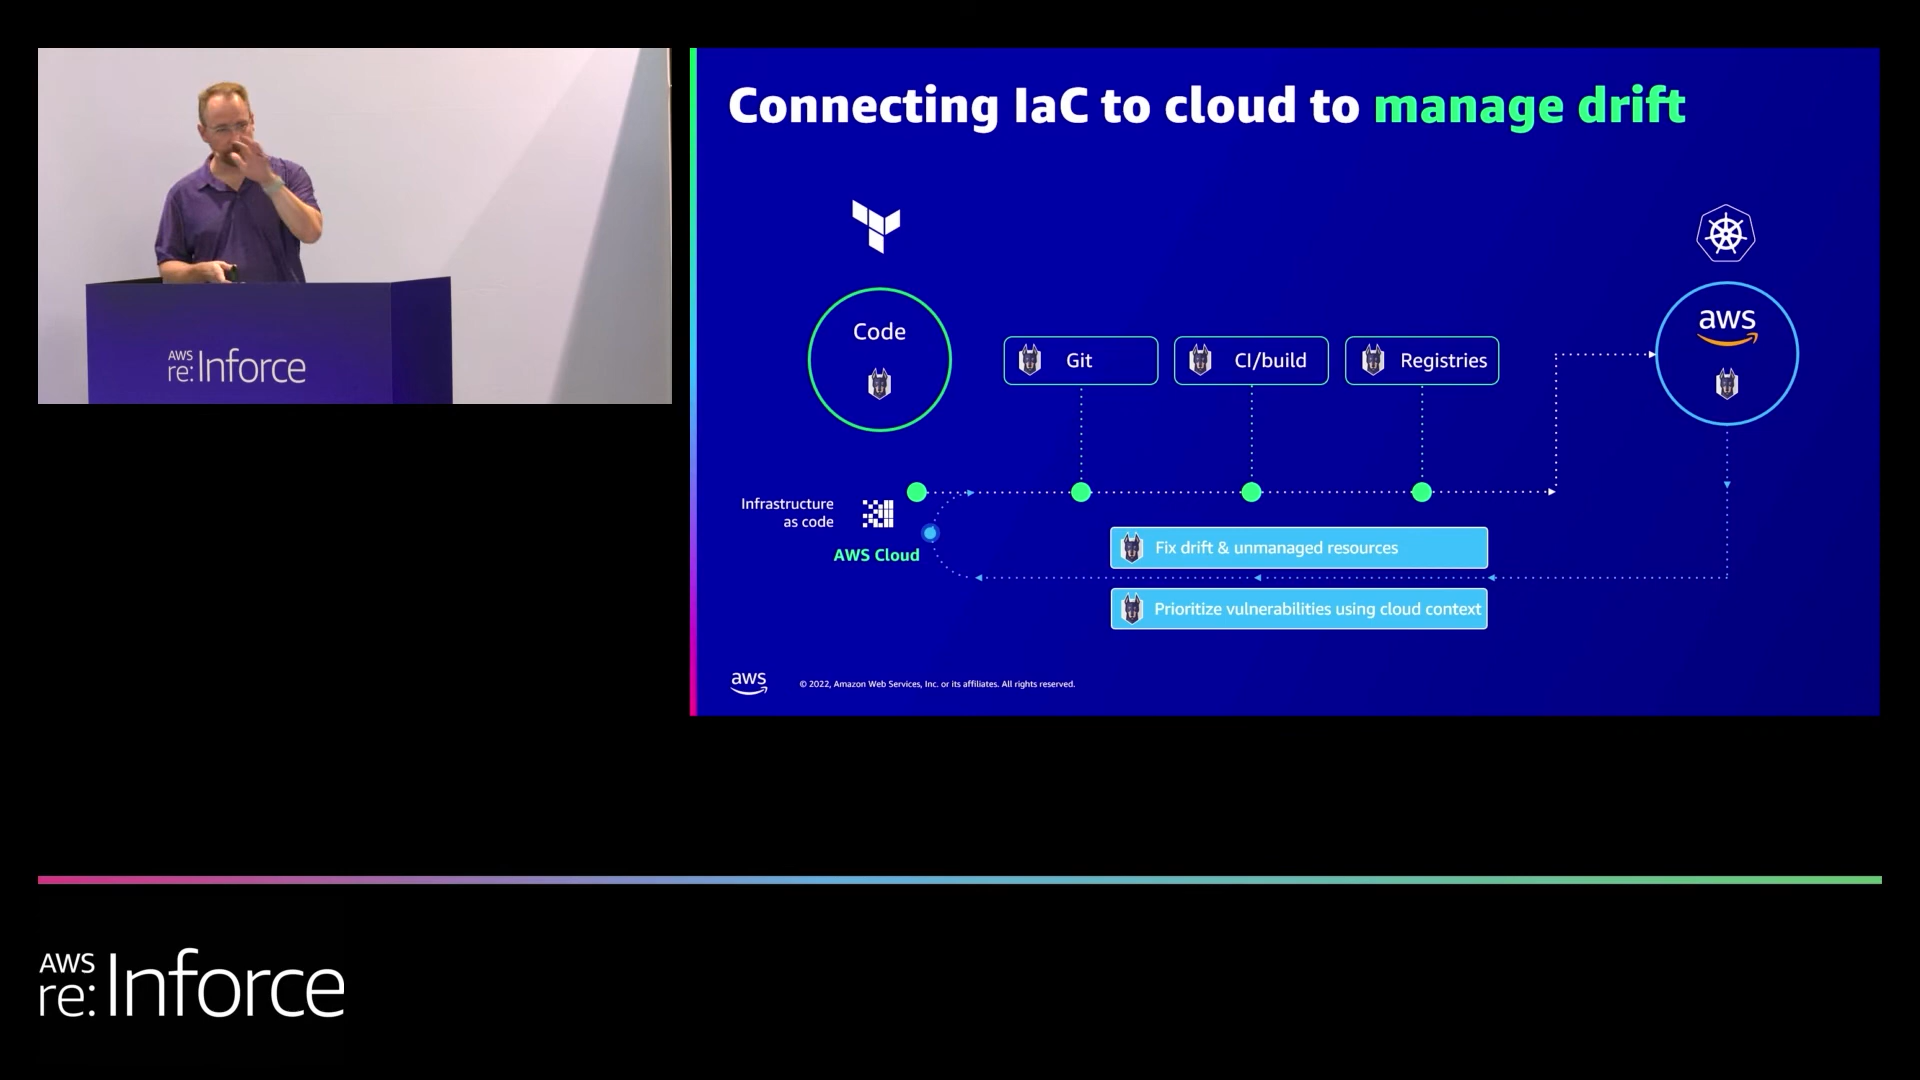 Connecting IaC to cloud to manage drift
Code
Git
CI/build
Registries
aws
Infrastructure
as code
AWS Cloud
Fix drift & unmanaged resources
Prioritize vulnerabilities using cloud context
aws
© 2022, Amazon Web Services, Inc. or its affiliates. All rights reserved.
AWS
re:Inforce
AWS
re:Inforce